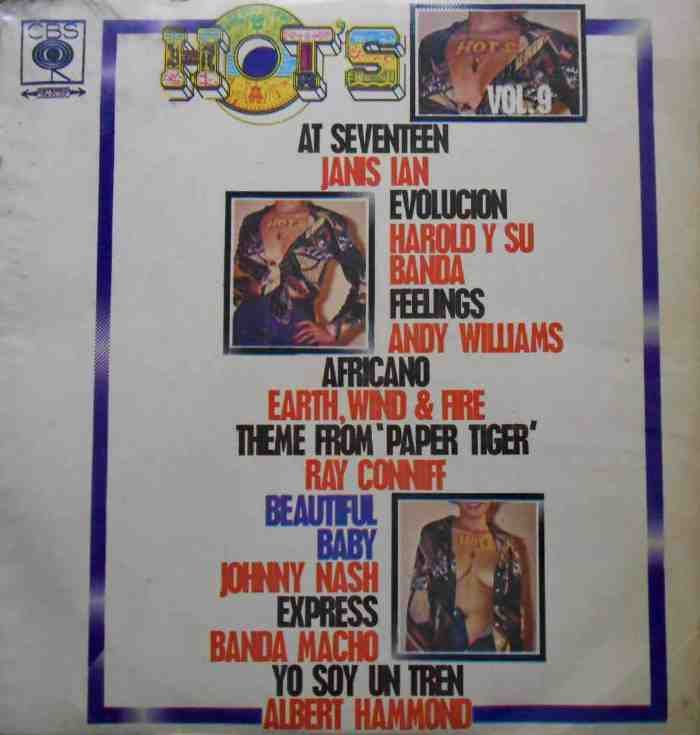 CBS
HOT'S
HOT'S
VOL. 9
AT SEVENTEEN
JANIS IAN
EVOLUCION
HAROLD Y SU
BANDA
FEELINGS
ANDY WILLIAMS
HOT'S
AFRICANO
EARTH, WIND & FIRE
THEME FROM "PAPER TIGER"
RAY CONNIFF
BEAUTIFUL
BABY
JOHNNY NASH
EXPRESS
BANDA MACHO
HOT'S
YO SOY UN TREN
ALBERT HAMMOND